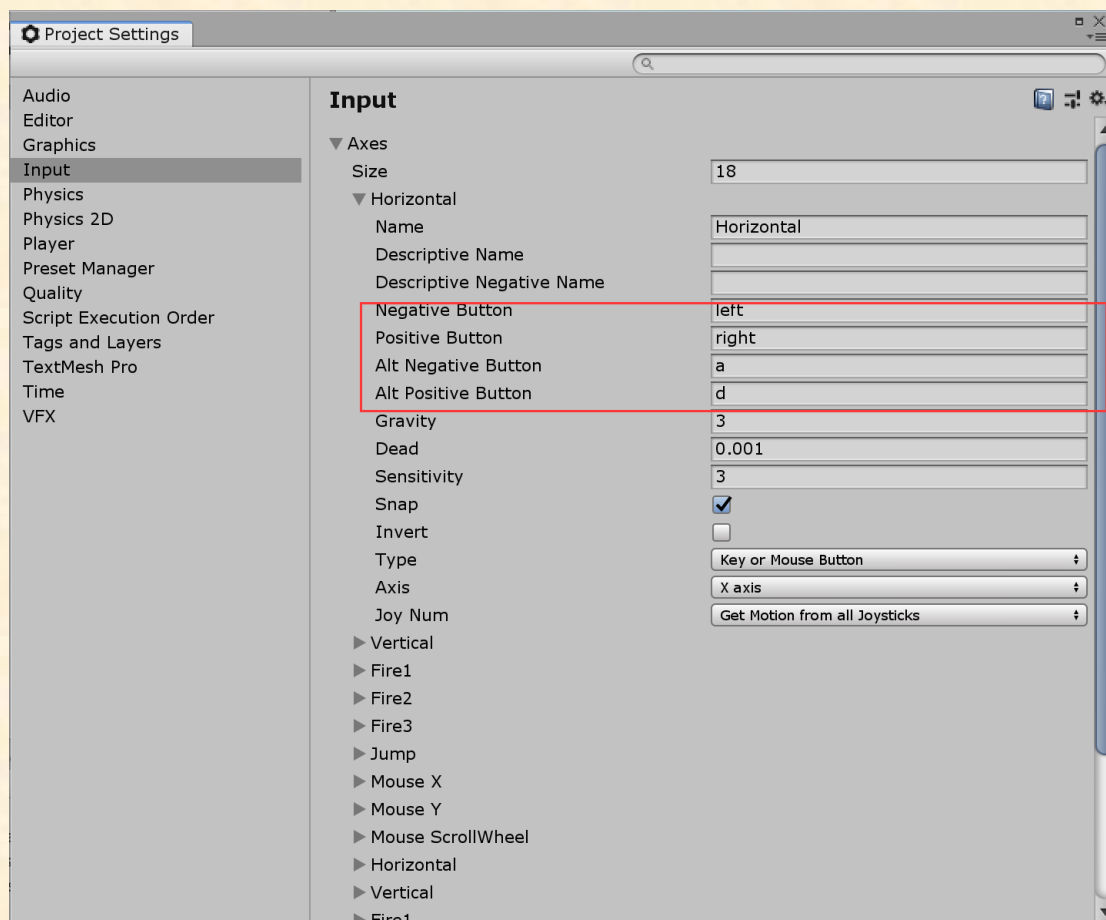 Project Settings
Audio
Editor
Graphics
Input
Physics
Physics 2D
Player
Preset Manager
Quality
Script Execution Order
Tags and Layers
TextMesh Pro
Time
VFX
Input
Axes
Size 18
Horizontal
Name Horizontal
Descriptive Name
Descriptive Negative Name
Negative Button left
Positive Button right
Alt Negative Button a
Alt Positive Button d
Gravity 3
Dead 0.001
Sensitivity 3
Snap
Invert
Type Key or Mouse Button
Axis X axis
Joy Num Get Motion from all Joysticks
Vertical
Fire1
Fire2
Fire3
Jump
Mouse X
Mouse Y
Mouse ScrollWheel
Horizontal
Vertical
Fire1